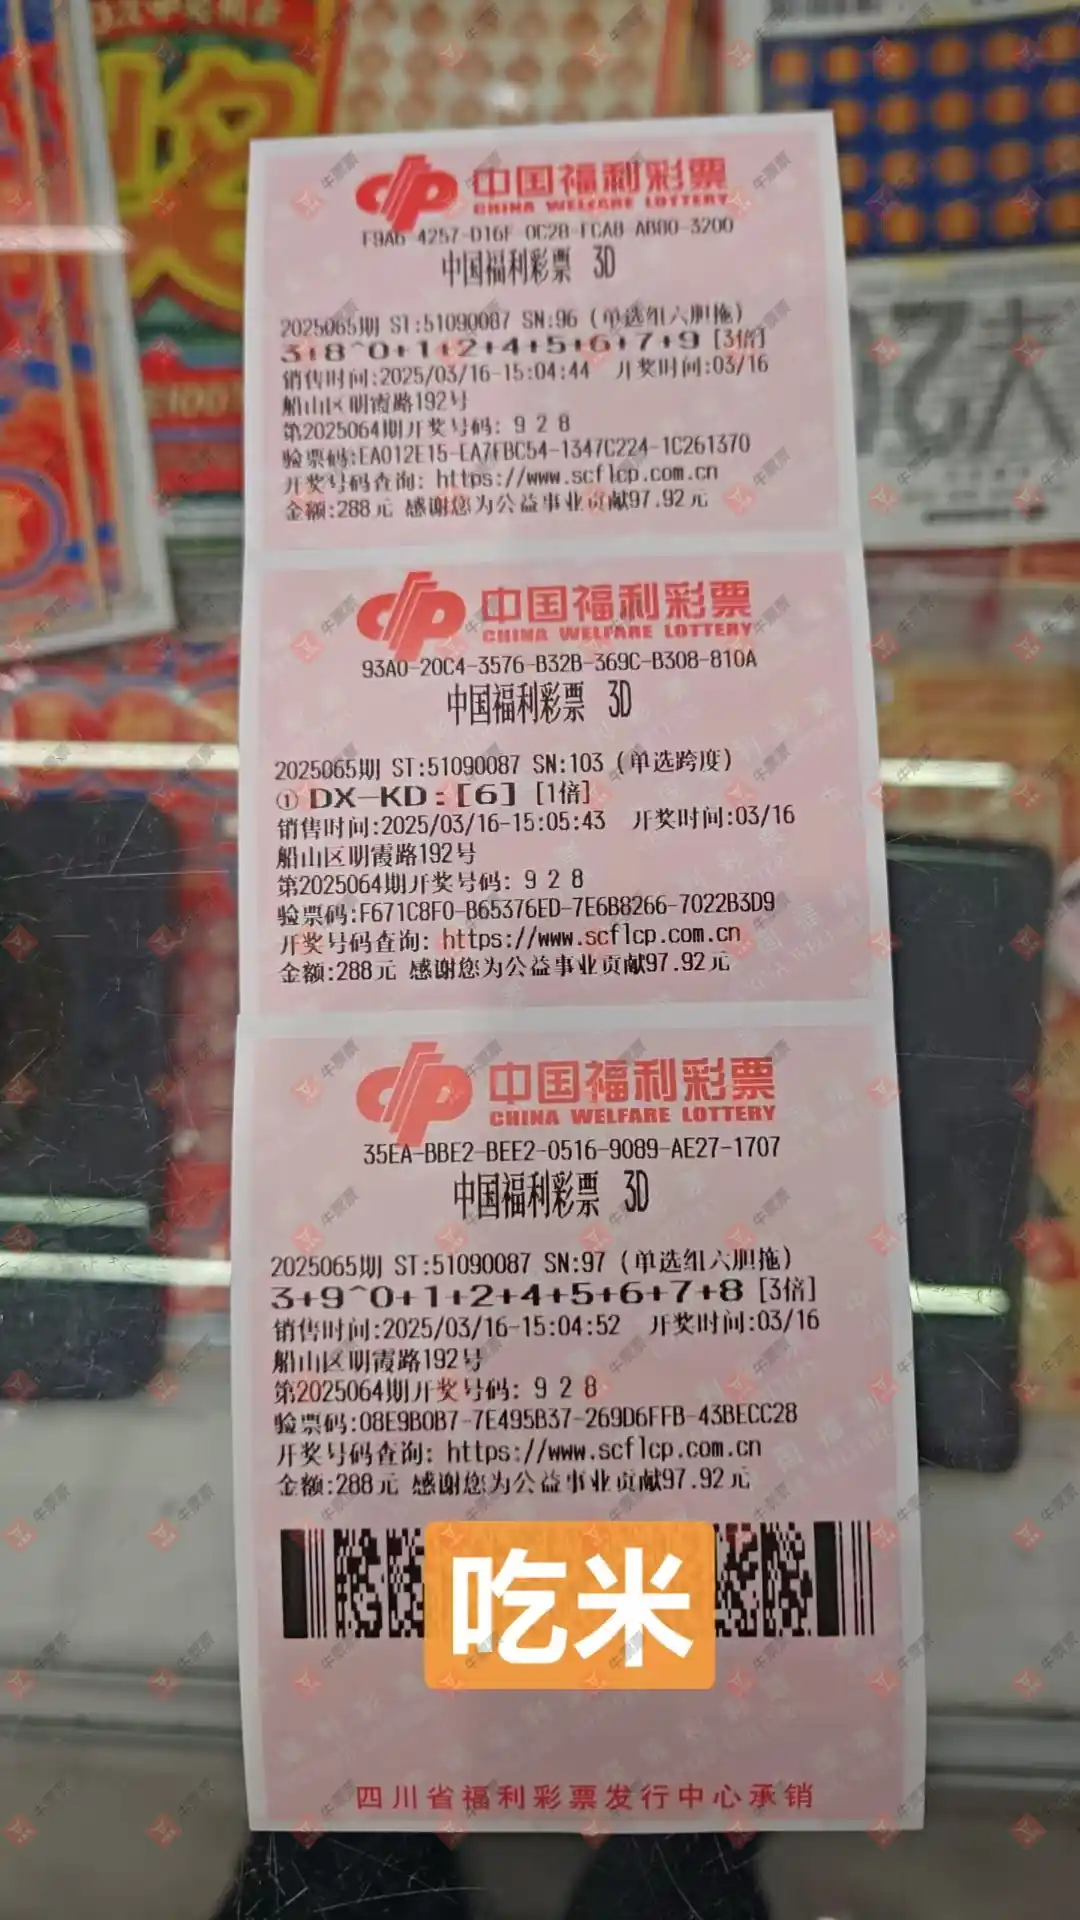 奖
中国福利彩票
CHINA WELFARE LOTTERY
F9A6-4257-D16F-0C2B-FCA8-AB80-3200
中国福利彩票 3D
2025065期 ST:51090087 SN:96 (单选组六胆拖)
3+8^0+1+2+4+5+6+7+9 [3倍]
销售时间:2025/03/16-15:04:44 开奖时间:03/16
船山区明霞路192号
第2025064期开奖号码: 9 2 8
验票码:EA012E15-EA7FBC54-1347C224-1C261370
开奖号码查询: https://www.scflcp.com.cn
金额:288元 感谢您为公益事业贡献97.92元
中国福利彩票
CHINA WELFARE LOTTERY
93A0-20C4-3576-B32B-369C-B308-810A
中国福利彩票 3D
2025065期 ST:51090087 SN:103 (单选跨度)
① DX-KD:[6] [1倍]
销售时间:2025/03/16-15:05:43 开奖时间:03/16
船山区明霞路192号
第2025064期开奖号码: 9 2 8
验票码:F671C8F0-B65376ED-7E6B8266-7022B3D9
开奖号码查询: https://www.scflcp.com.cn
金额:288元 感谢您为公益事业贡献97.92元
中国福利彩票
CHINA WELFARE LOTTERY
35EA-BBE2-BEE2-0516-9089-AE27-1707
中国福利彩票 3D
2025065期 ST:51090087 SN:97 (单选组六胆拖)
3+9^0+1+2+4+5+6+7+8 [3倍]
销售时间:2025/03/16-15:04:52 开奖时间:03/16
船山区明霞路192号
第2025064期开奖号码: 9 2 8
验票码:08E9B0B7-7E495B37-269D6FFB-43BECC28
开奖号码查询: https://www.scflcp.com.cn
金额:288元 感谢您为公益事业贡献97.92元
吃米
四川省福利彩票发行中心承销
牛票票